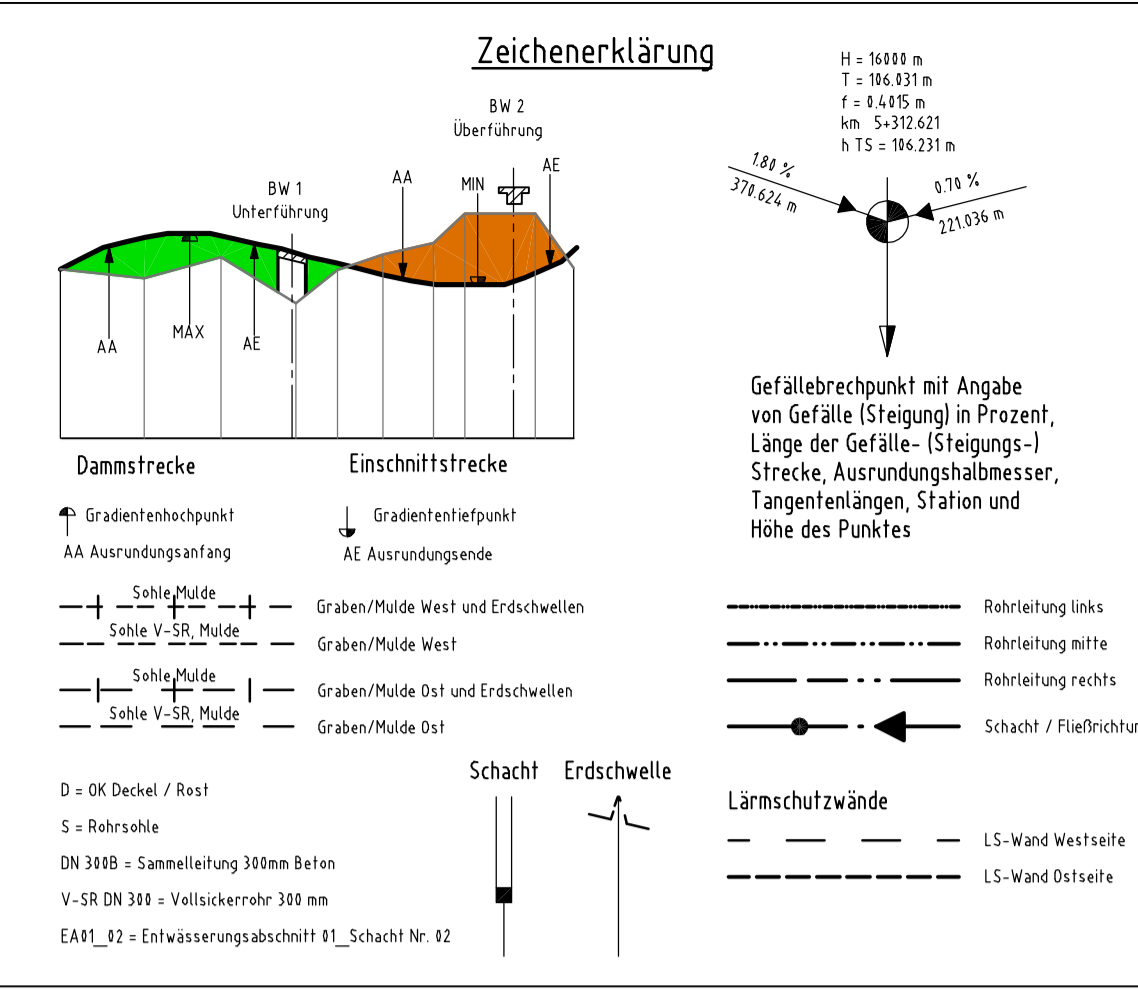 Zeichenerklärung
H = 16000 m
T = 106.031 m
f = 0.4015 m
km 5+312.621
h TS = 106.231 m
1.80 %
370.624 m
0.70 %
221.036 m
BW 2
Überführung
BW 1
Unterführung
AA
MIN
AE
AA
MAX
AE
Dammstrecke
Einschnittstrecke
Gefällebrechpunkt mit Angabe
von Gefälle (Steigung) in Prozent,
Länge der Gefälle- (Steigungs-)
Strecke, Ausrundungshalbmesser,
Tangentenlängen, Station und
Höhe des Punktes
Gradientenhochpunkt
Gradiententiefpunkt
AA Ausrundungsanfang
AE Ausrundungsende
Sohle Mulde
Graben/Mulde West und Erdschwellen
Sohle V-SR, Mulde
Graben/Mulde West
Sohle Mulde
Graben/Mulde Ost und Erdschwellen
Sohle V-SR, Mulde
Graben/Mulde Ost
Rohrleitung links
Rohrleitung mitte
Rohrleitung rechts
Schacht / Fließrichtun
D = OK Deckel / Rost
S = Rohrsohle
DN 300B = Sammelleitung 300mm Beton
V-SR DN 300 = Vollsickerrohr 300 mm
EA01_02 = Entwässerungsabschnitt 01_Schacht Nr. 02
Schacht
Erdschwelle
Lärmschutzwände
LS-Wand Westseite
LS-Wand Ostseite